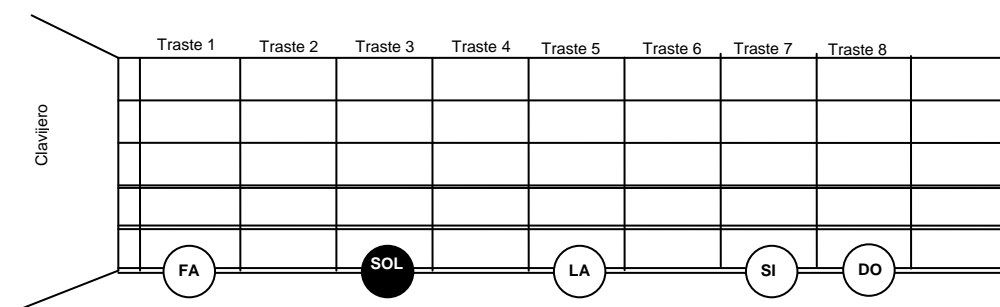 Traste 1 Traste 2 Traste 3 Traste 4 Traste 5 Traste 6 Traste 7 Traste 8
Clavijero
FA SOL LA SI DO